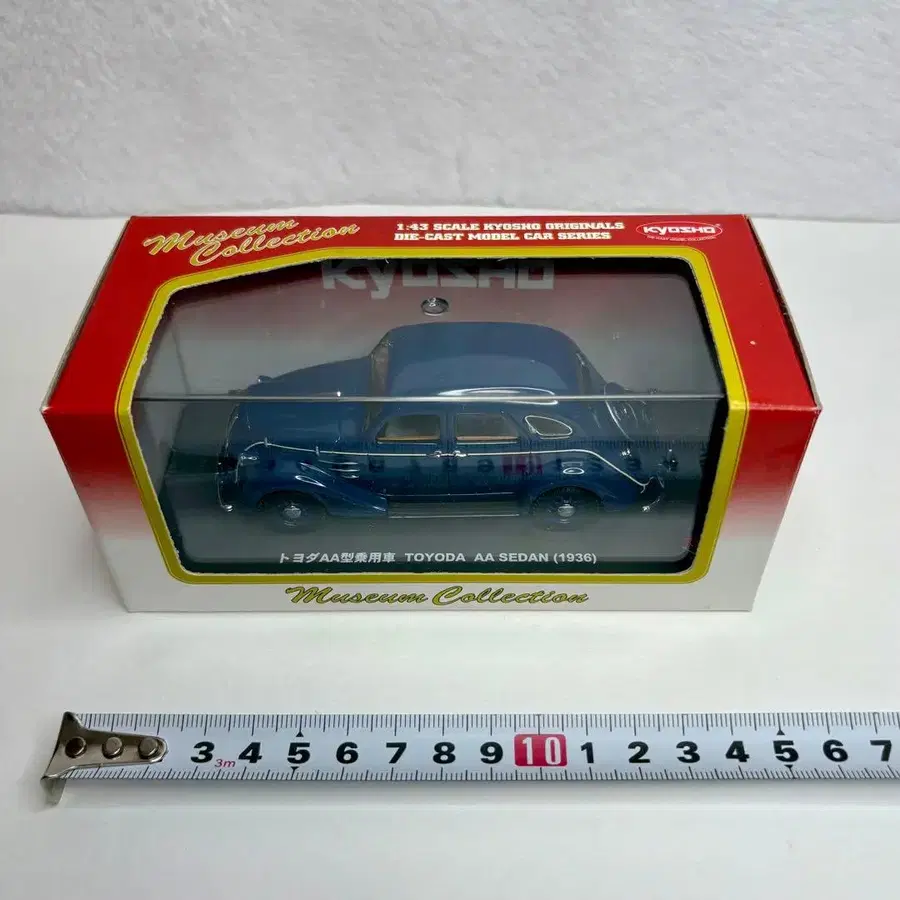 Museum
Collection
1:43 SCALE KYOSHO ORIGINALS
DIE-CAST MODEL CAR SERIES
KYOSHO
KYOSHO
トヨダAA型乗用車 TOYODA AA SEDAN (1936)
Museum Collection
3 4 5 6 7 8 9 10 1 2 3 4 5 6 7
3m